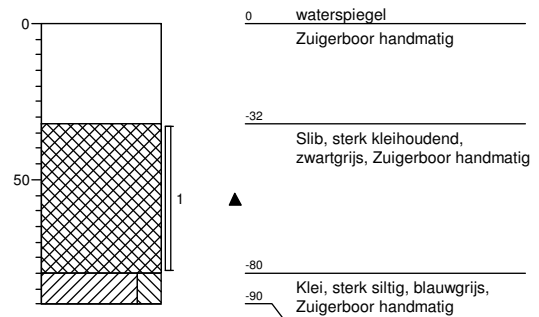 0
0 waterspiegel
Zuigerboor handmatig
-32
Slib, sterk kleihoudend,
zwartgrijs, Zuigerboor handmatig
50
1
-80
Klei, sterk siltig, blauwgrijs,
-90
Zuigerboor handmatig